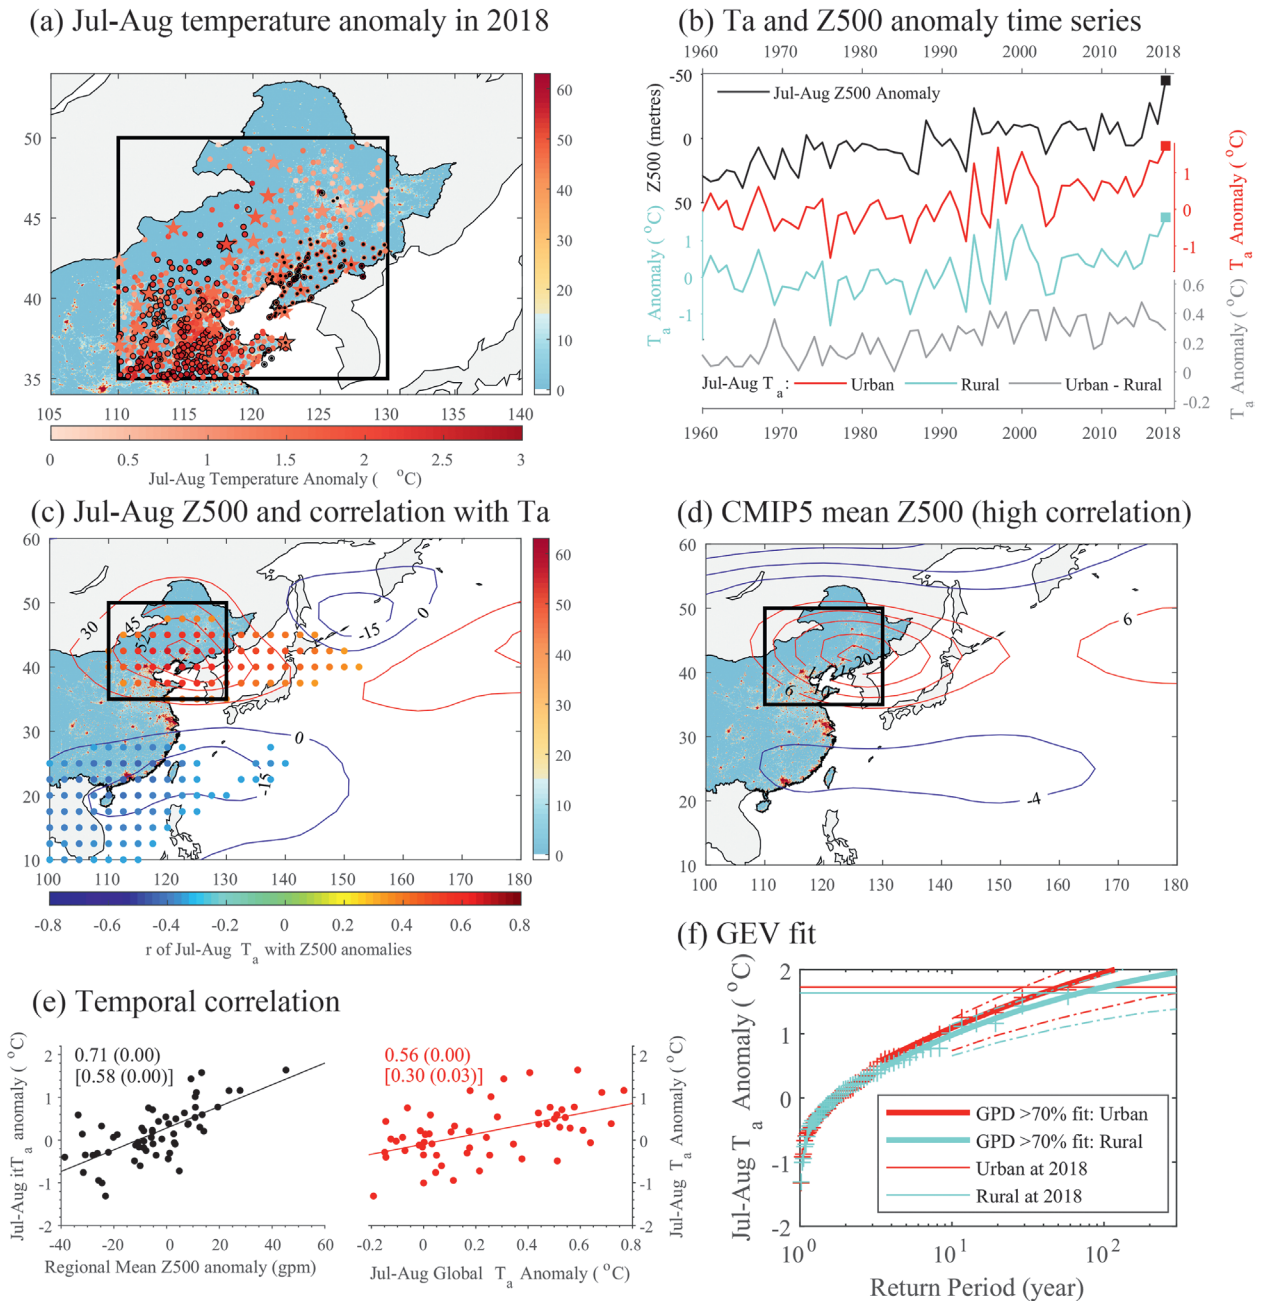 (a) Jul-Aug temperature anomaly in 2018
50
45
40
35
105 110 115 120 125 130 135 140
60
50
40
30
20
10
0
0 0.5 1 1.5 2 2.5 3
Jul-Aug Temperature Anomaly ( °C)
(b) Ta and Z500 anomaly time series
1960 1970 1980 1990 2000 2010 2018
-50
0
50
Z500 (metres)
Jul-Aug Z500 Anomaly
1
0
-1
Ta Anomaly ( °C)
1
0
-1
Ta Anomaly ( °C)
0.6
0.4
0.2
0
-0.2
Ta Anomaly ( °C)
Jul-Aug Ta: Urban Rural Urban - Rural
1960 1970 1980 1990 2000 2010 2018
(c) Jul-Aug Z500 and correlation with Ta
60
50
40
30
20
10
100 110 120 130 140 150 160 170 180
30
45
0
-15
0
-15
60
50
40
30
20
10
0
-0.8 -0.6 -0.4 -0.2 0 0.2 0.4 0.6 0.8
r of Jul-Aug Ta with Z500 anomalies
(d) CMIP5 mean Z500 (high correlation)
60
50
40
30
20
10
100 110 120 130 140 150 160 170 180
6
20
6
-4
(e) Temporal correlation
0.71 (0.00)
[0.58 (0.00)]
2
1
0
-1
-2
Jul-Aug itTa anomaly ( °C)
-40 -20 0 20 40 60
Regional Mean Z500 anomaly (gpm)
0.56 (0.00)
[0.30 (0.03)]
2
1
0
-1
-2
Jul-Aug Ta Anomaly ( °C)
-0.2 0 0.2 0.4 0.6 0.8
Jul-Aug Global Ta Anomaly ( °C)
(f) GEV fit
2
1
0
-1
-2
Jul-Aug Ta Anomaly ( °C)
GPD >70% fit: Urban
GPD >70% fit: Rural
Urban at 2018
Rural at 2018
10⁰ 10¹ 10²
Return Period (year)